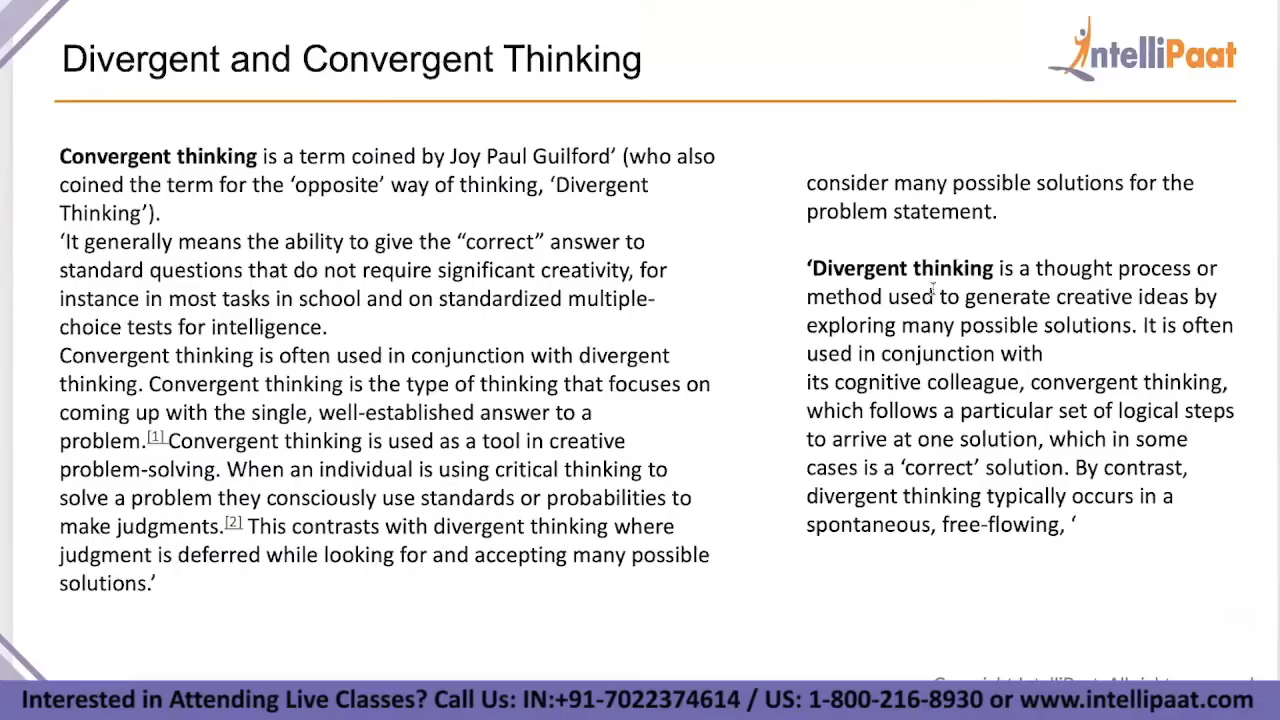 Divergent and Convergent Thinking
IntelliPaat
Convergent thinking is a term coined by Joy Paul Guilford’ (who also
coined the term for the ‘opposite’ way of thinking, ‘Divergent
Thinking’).
‘It generally means the ability to give the “correct” answer to
standard questions that do not require significant creativity, for
instance in most tasks in school and on standardized multiple-
choice tests for intelligence.
Convergent thinking is often used in conjunction with divergent
thinking. Convergent thinking is the type of thinking that focuses on
coming up with the single, well-established answer to a
problem.[1] Convergent thinking is used as a tool in creative
problem-solving. When an individual is using critical thinking to
solve a problem they consciously use standards or probabilities to
make judgments.[2] This contrasts with divergent thinking where
judgment is deferred while looking for and accepting many possible
solutions.’
consider many possible solutions for the
problem statement.
‘Divergent thinking is a thought process or
method used to generate creative ideas by
exploring many possible solutions. It is often
used in conjunction with
its cognitive colleague, convergent thinking,
which follows a particular set of logical steps
to arrive at one solution, which in some
cases is a ‘correct’ solution. By contrast,
divergent thinking typically occurs in a
spontaneous, free-flowing, ‘
Interested in Attending Live Classes? Call Us: IN:+91-7022374614 / US: 1-800-216-8930 or www.intellipaat.com